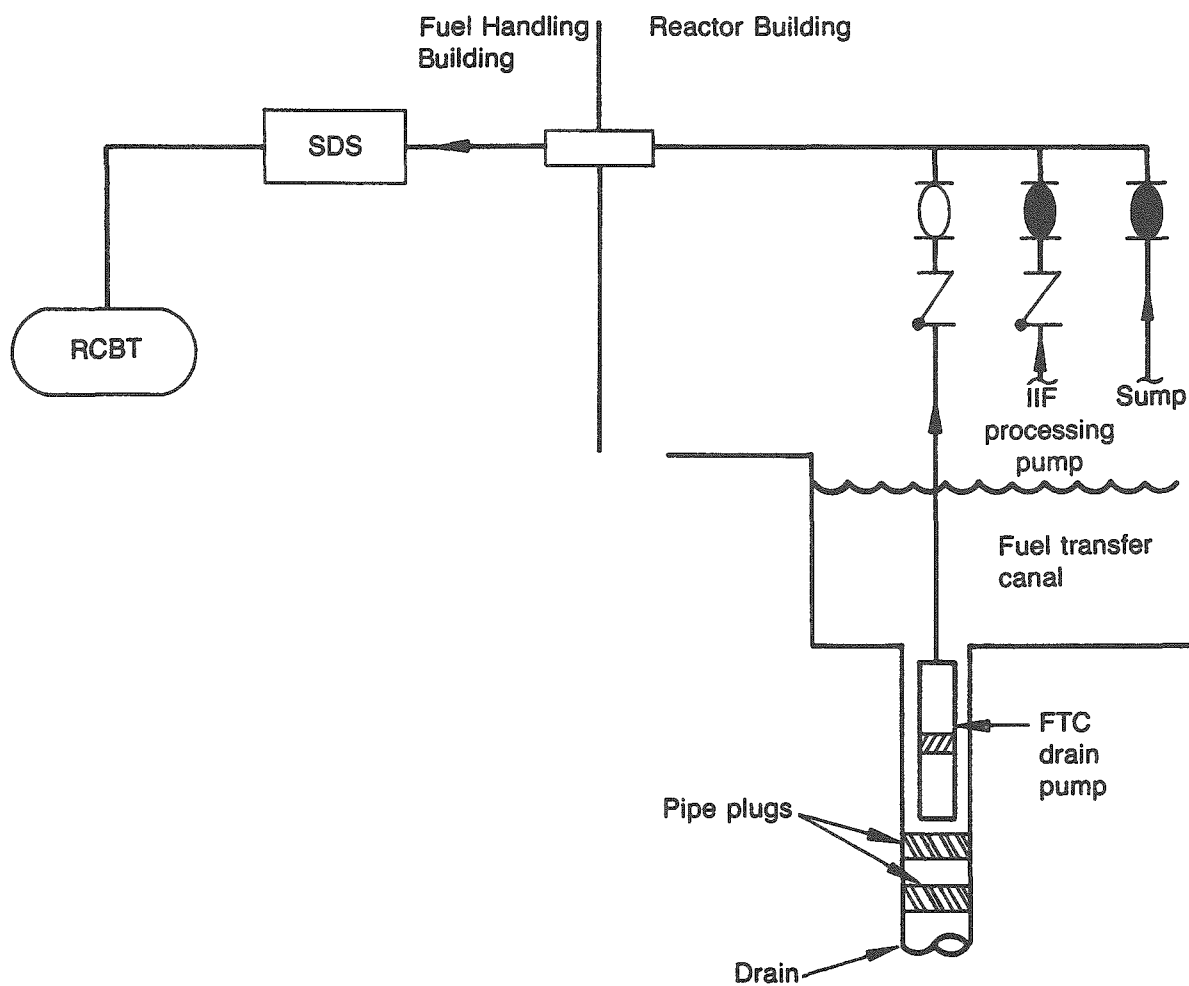 Fuel Handling
Building
Reactor Building
SDS
RCBT
IIF
processing
pump
Sump
Fuel transfer
canal
FTC
drain
pump
Pipe plugs
Drain